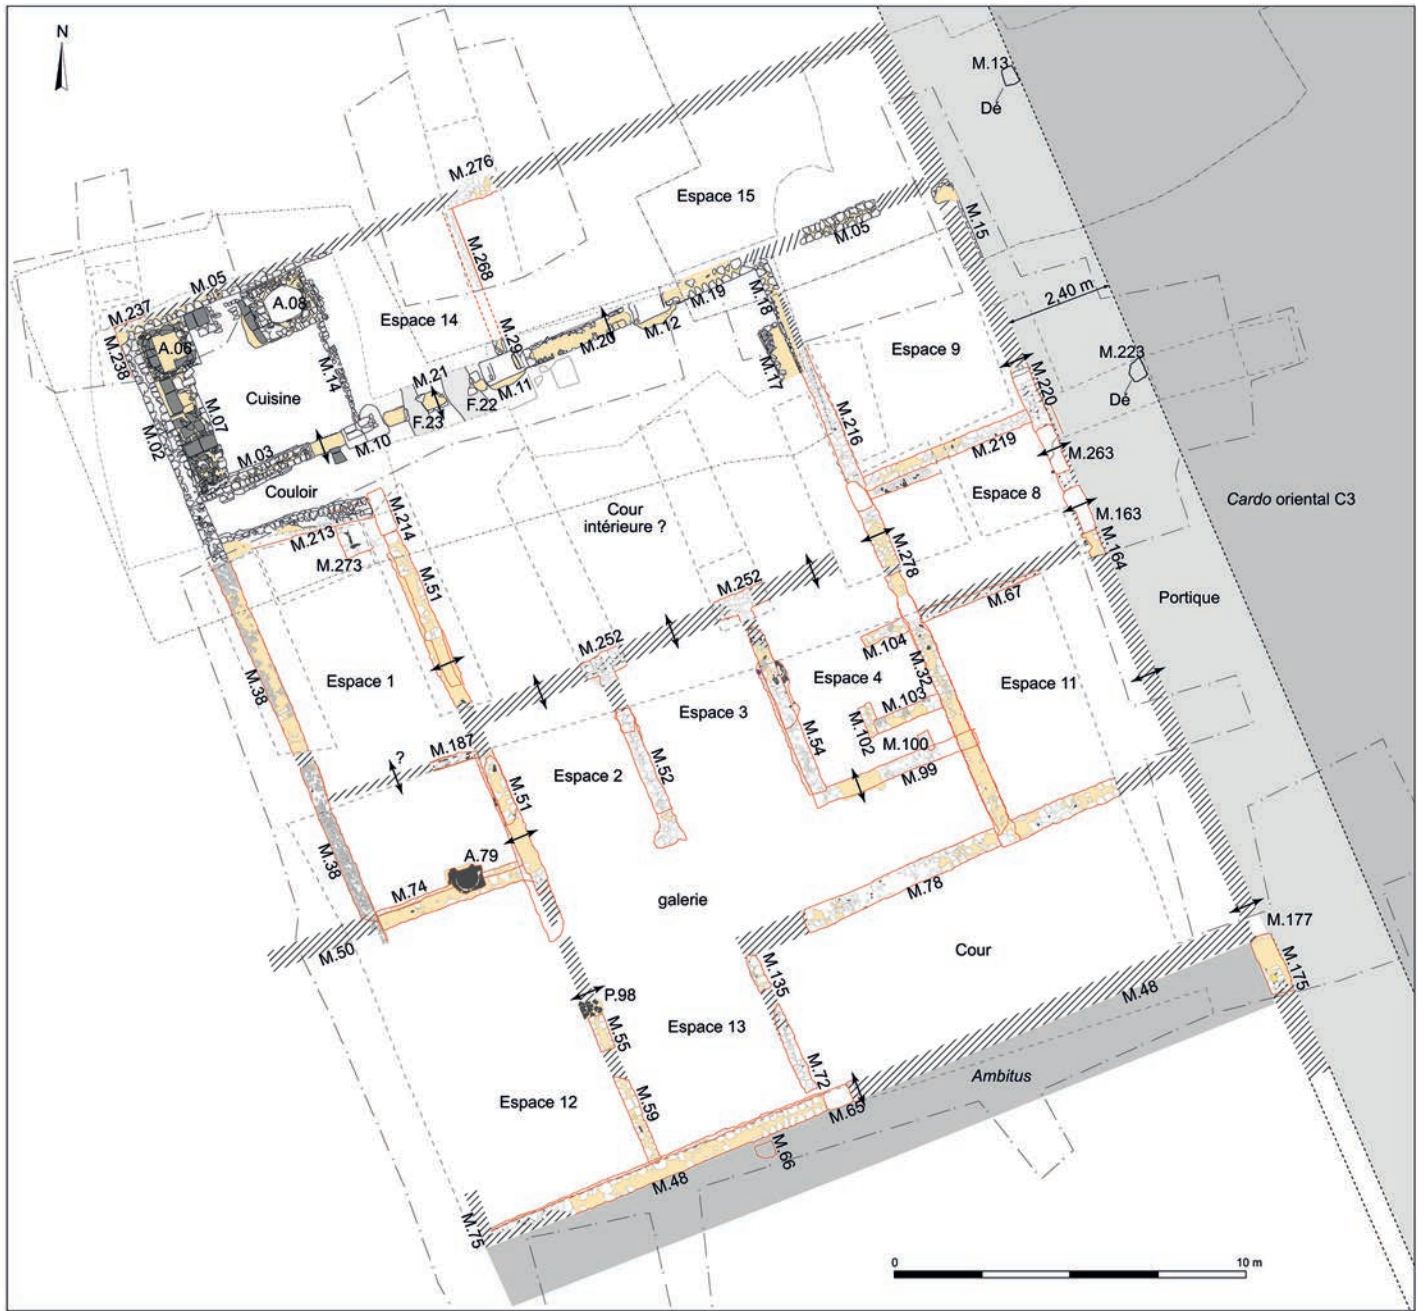 N
M.13
Dé
M.276
Espace 15
M.05
M.15
M.268
2.40 m
M.05
M.237
A.08
M.19
M.18
Espace 14
M.238
A.06
M.29
M.20
M.12
M.223
Espace 9
M.14
M.21
M.11
M.17
M.220
Dé
Cuisine
F.22
F.23
M.07
M.02
M.10
M.216
M.03
M.219
M.263
Couloir
Espace 8
Cardo oriental C3
Cour
intérieure ?
M.163
M.213
M.214
M.164
M.273
M.278
M.51
M.252
M.67
Portique
M.104
M.252
M.38
Espace 1
Espace 4
M.32
Espace 11
M.103
Espace 3
M.102
M.54
M.100
?
M.187
M.99
Espace 2
M.52
M.51
A.79
M.38
M.74
M.78
galerie
M.177
M.50
Cour
M.175
M.135
M.48
P.98
Espace 13
M.55
M.72
Ambitus
Espace 12
M.59
M.65
M.66
M.48
M.75
0
10 m